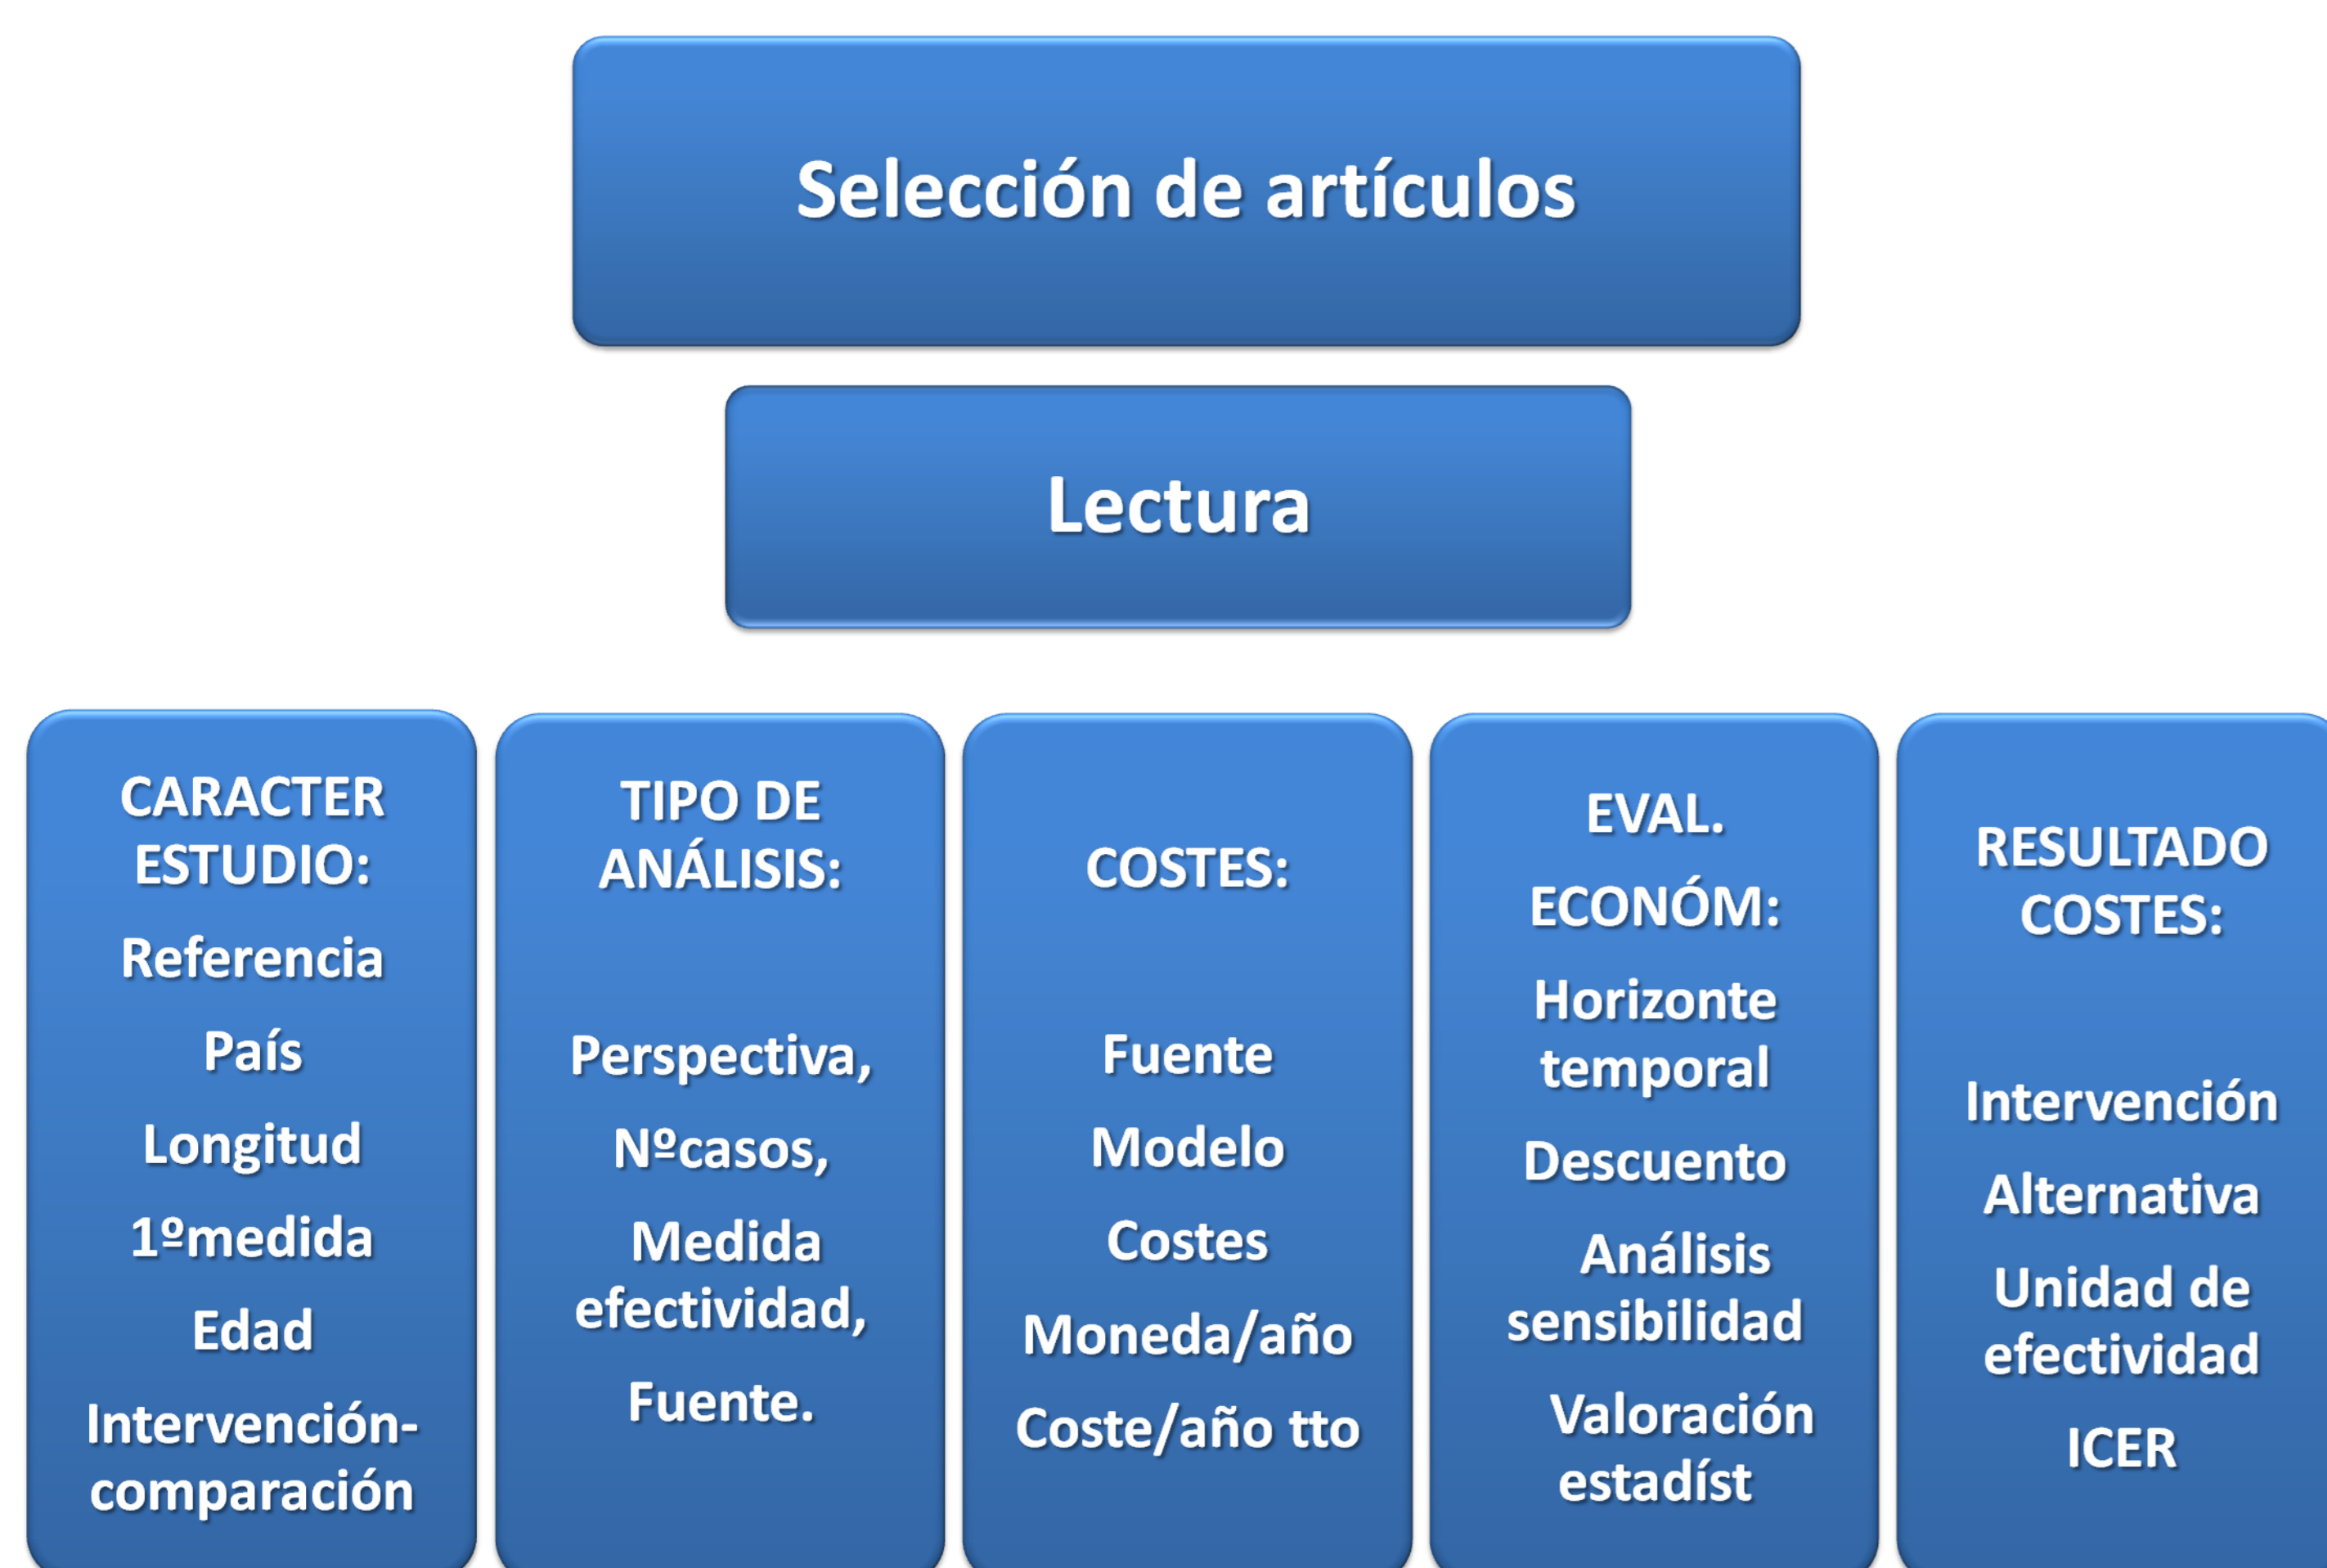 Selección de artículos
Lectura
CARACTER
ESTUDIO:
Referencia
País
Longitud
1ºmedida
Edad
Intervención-
comparación
TIPO DE
ANÁLISIS:
Perspectiva,
Nºcasos,
Medida
efectividad,
Fuente.
COSTES:
Fuente
Modelo
Costes
Moneda/año
Coste/año tto
EVAL.
ECONÓM:
Horizonte
temporal
Descuento
Análisis
sensibilidad
Valoración
estadíst
RESULTADO
COSTES:
Intervención
Alternativa
Unidad de
efectividad
ICER